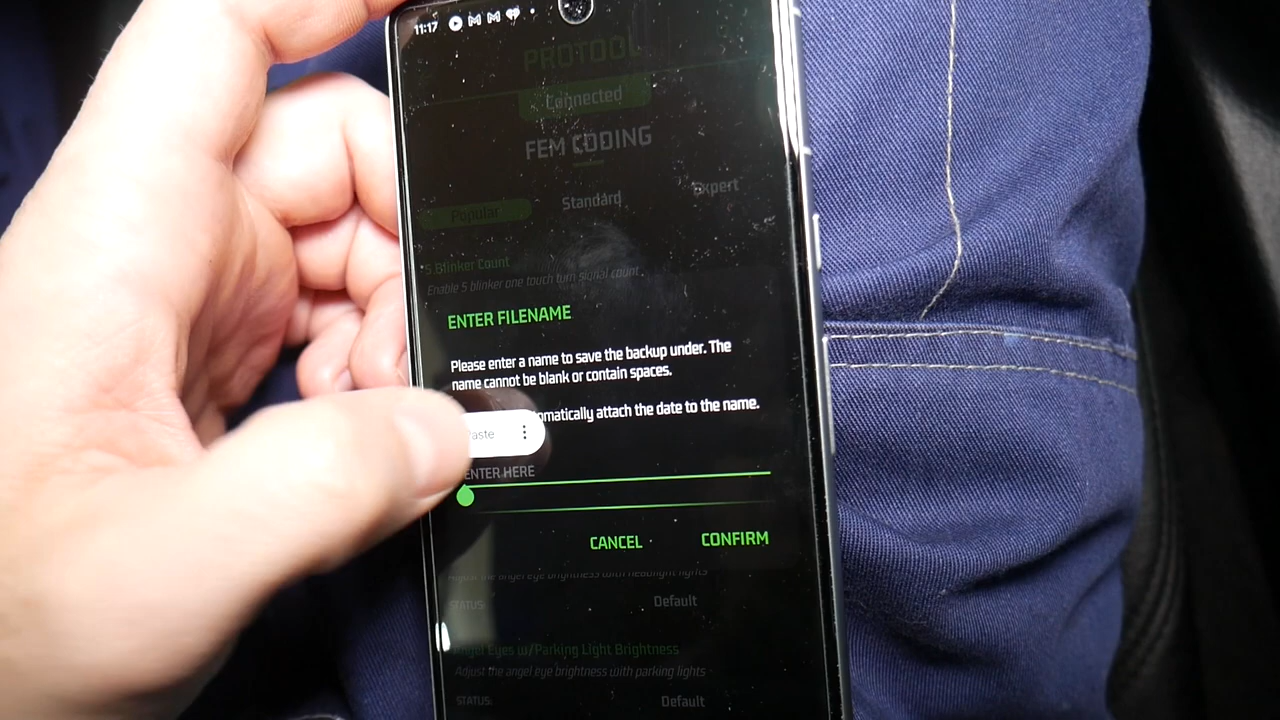 11:17
PROTOOL
Connected
FEM CODING
Popular Standard Expert
5 Blinker Count
Enable 5 blinker one touch turn signal count.
ENTER FILENAME
Please enter a name to save the backup under. The
name cannot be blank or contain spaces.
omatically attach the date to the name.
aste
ENTER HERE
CANCEL CONFIRM
Adjust the angel eye brightness with headlight lights
STATUS: Default
Angel Eyes w/Parking Light Brightness
Adjust the angel eye brightness with parking lights
STATUS: Default